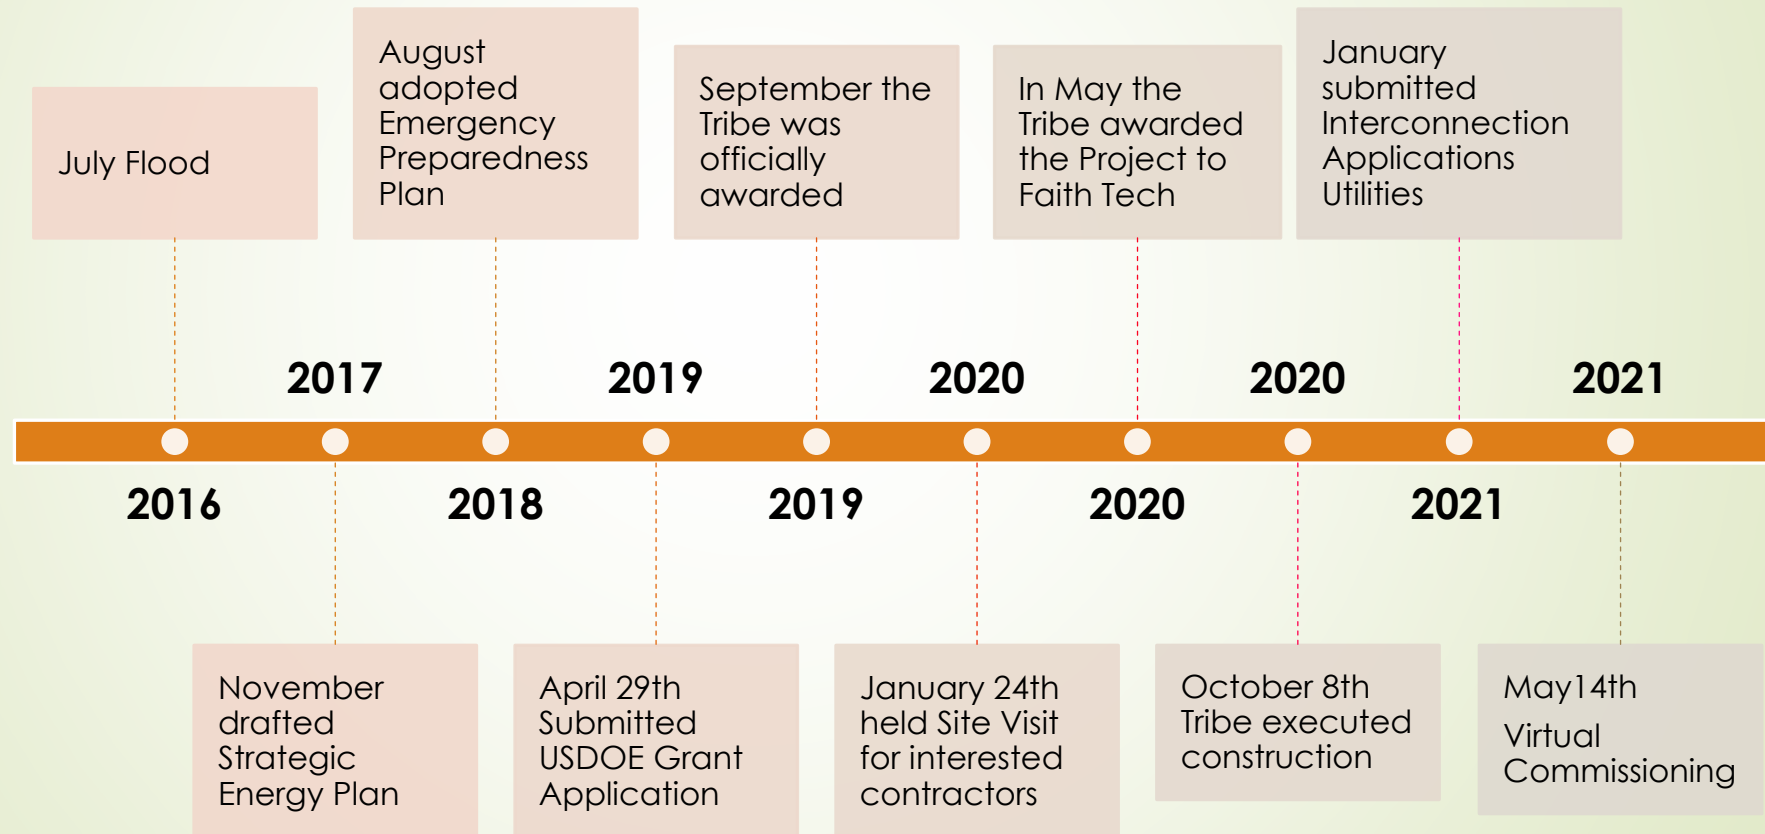 July Flood
August
adopted
Emergency
Preparedness
Plan
September the
Tribe was
officially
awarded
In May the
Tribe awarded
the Project to
Faith Tech
January
submitted
Interconnection
Applications
Utilities
2017
2019
2020
2020
2021
2016
2018
2019
2020
2021
November
drafted
Strategic
Energy Plan
April 29th
Submitted
USDOE Grant
Application
January 24th
held Site Visit
for interested
contractors
October 8th
Tribe executed
construction
May14th
Virtual
Commissioning